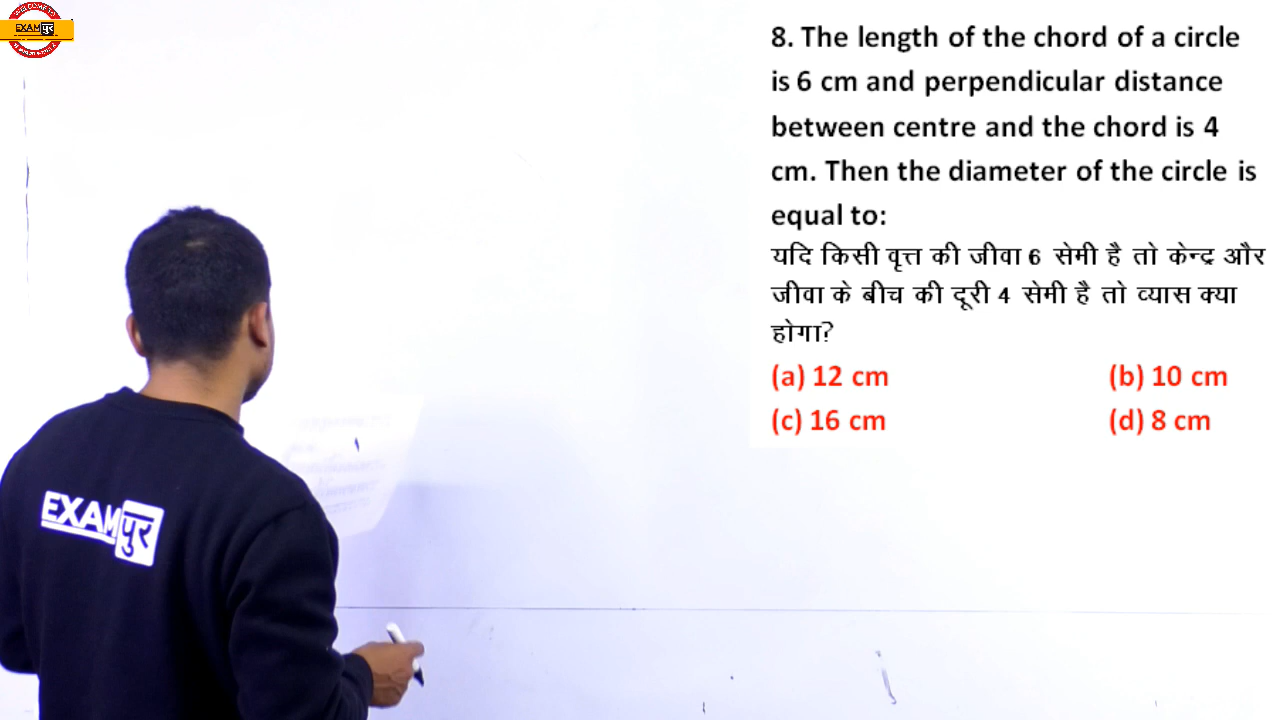 WELCOME TO
EXAMपुर
8. The length of the chord of a circle
is 6 cm and perpendicular distance
between centre and the chord is 4
cm. Then the diameter of the circle is
equal to:
यदि किसी वृत्त की जीवा 6 सेमी है तो केन्द्र और
जीवा के बीच की दूरी 4 सेमी है तो व्यास क्या
होगा?
(a) 12 cm (b) 10 cm
(c) 16 cm (d) 8 cm
EXAMपुर